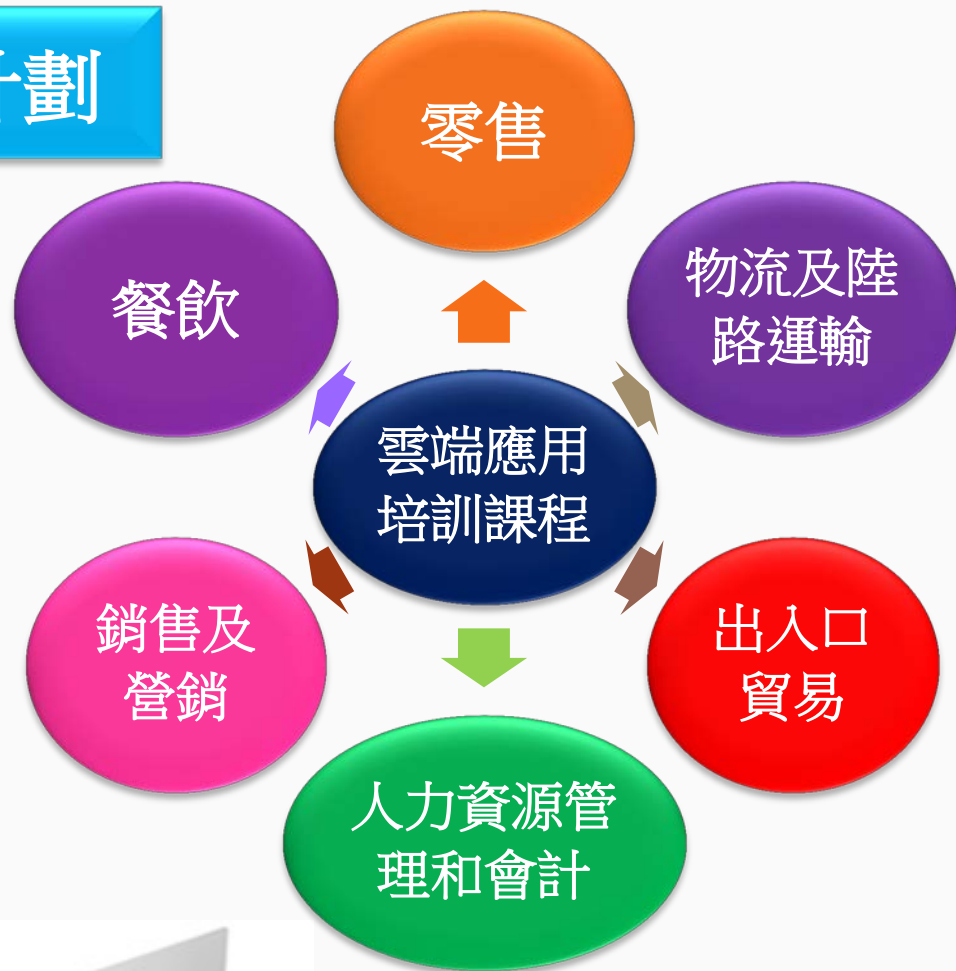 計劃
零售
餐飲
物流及陸
路運輸
雲端應用
培訓課程
銷售及
營銷
出入口
貿易
人力資源管
理和會計